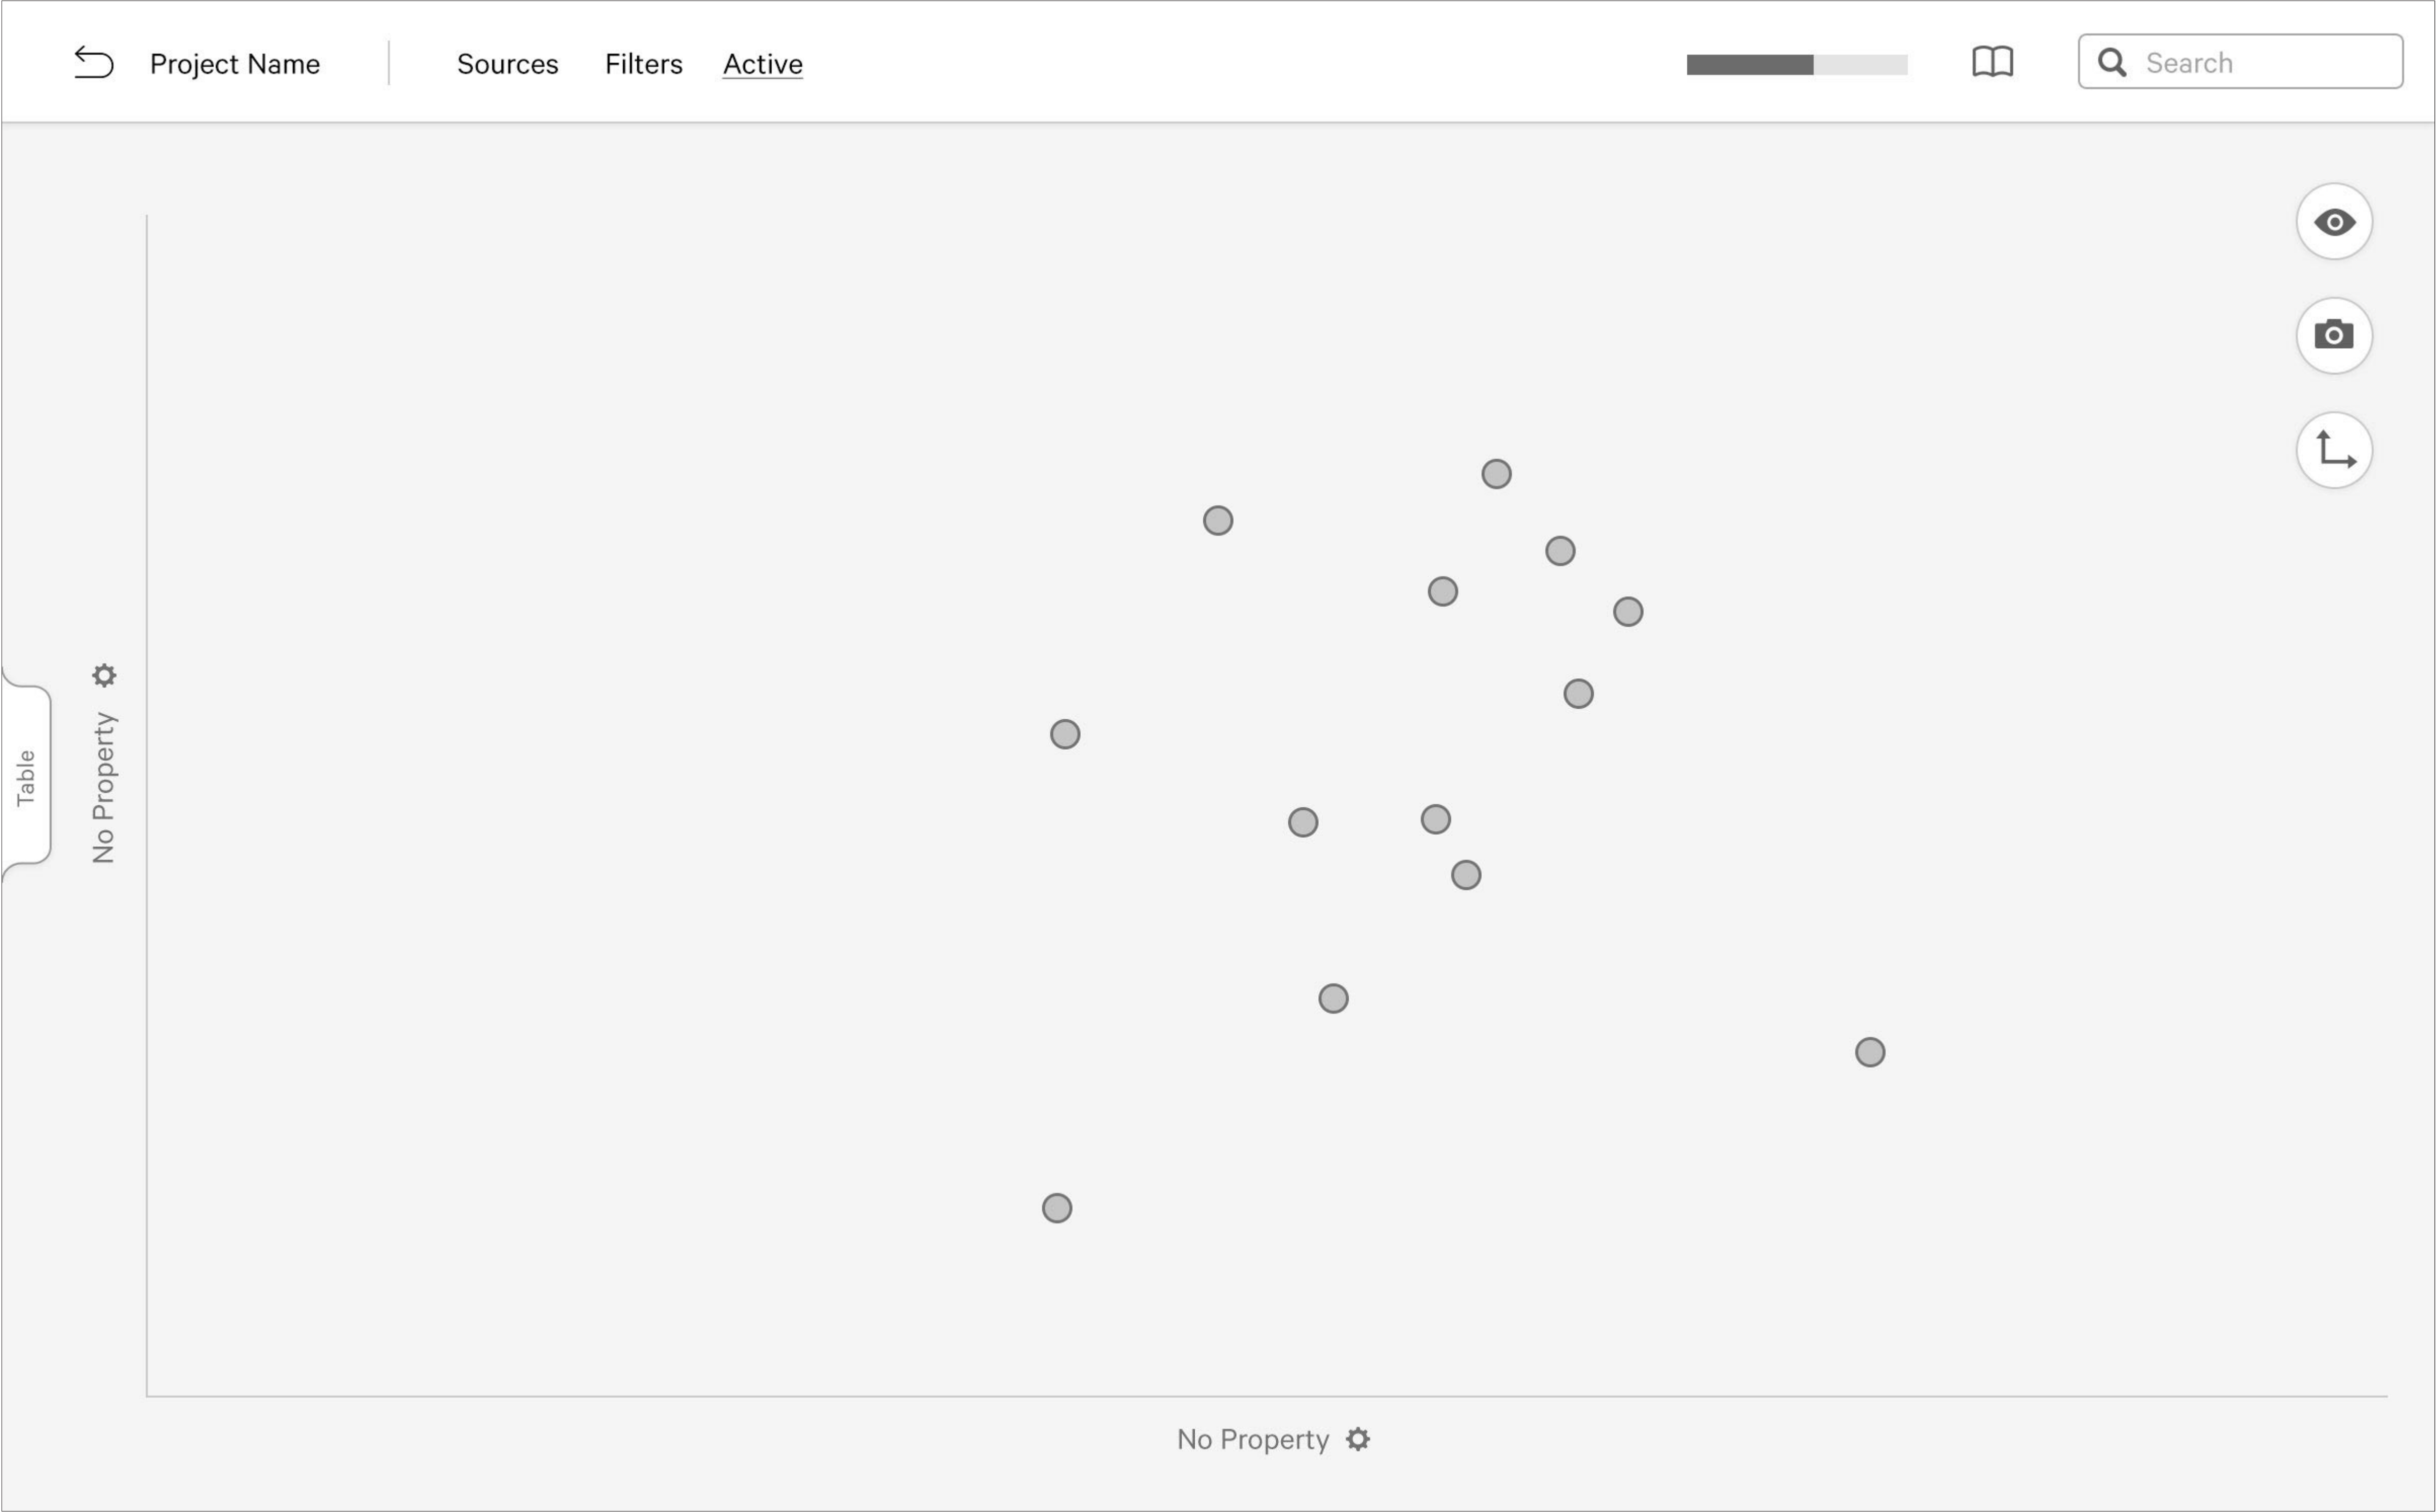 Project Name
Sources
Filters
Active
Search
Table
No Property
No Property